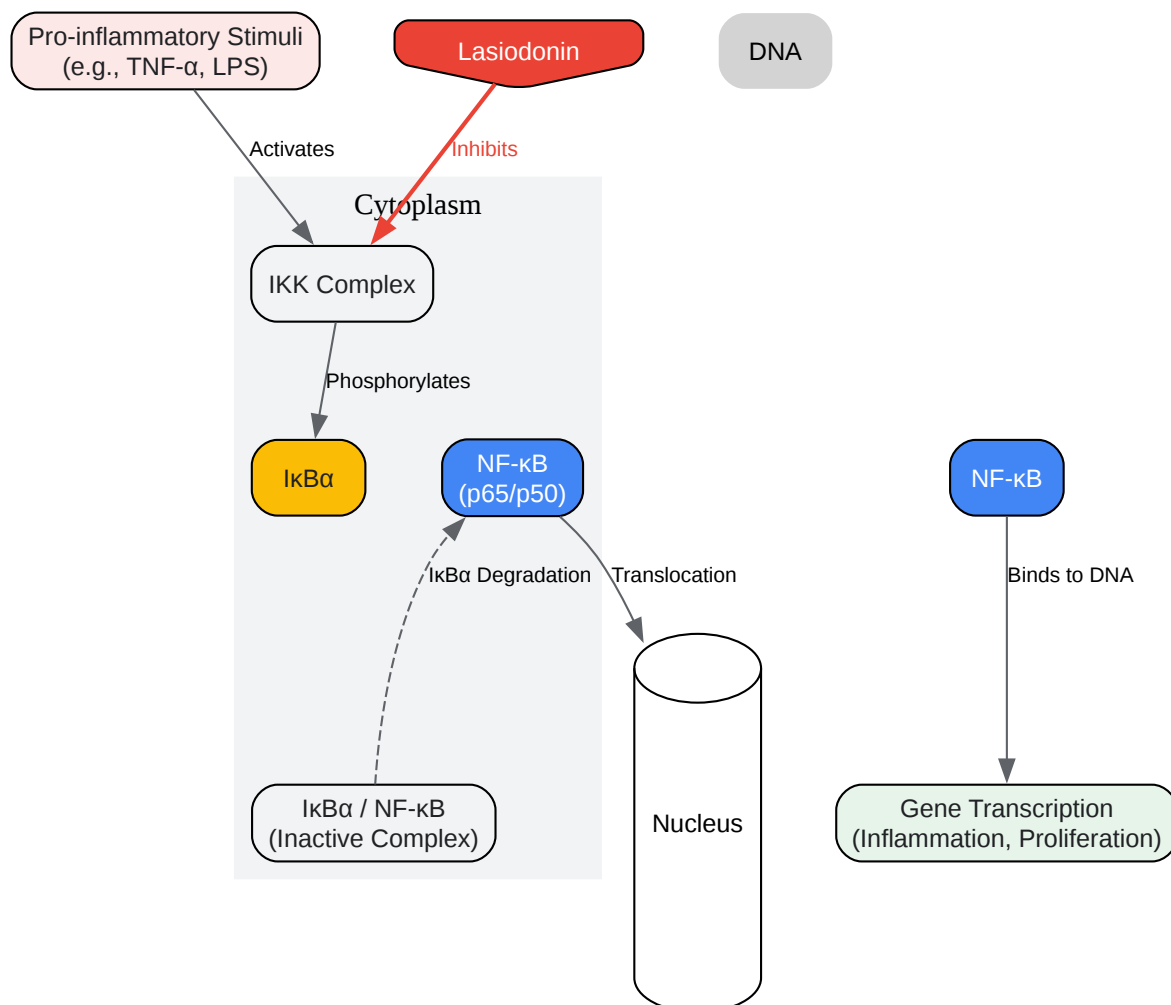 Pro-inflammatory Stimuli
(e.g., TNF-α, LPS)
Lasiodonin
DNA
Activates
Inhibits
Cytoplasm
IKK Complex
Phosphorylates
IκBα
NF-κB
(p65/p50)
NF-κB
IκBα Degradation
Translocation
Binds to DNA
IκBα / NF-κB
(Inactive Complex)
Nucleus
Gene Transcription
(Inflammation, Proliferation)